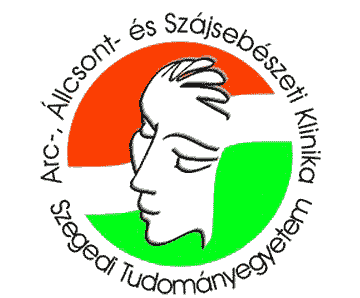 Arc-, Állcsont- és Szájsebészeti Klinika
Szegedi Tudományegyetem